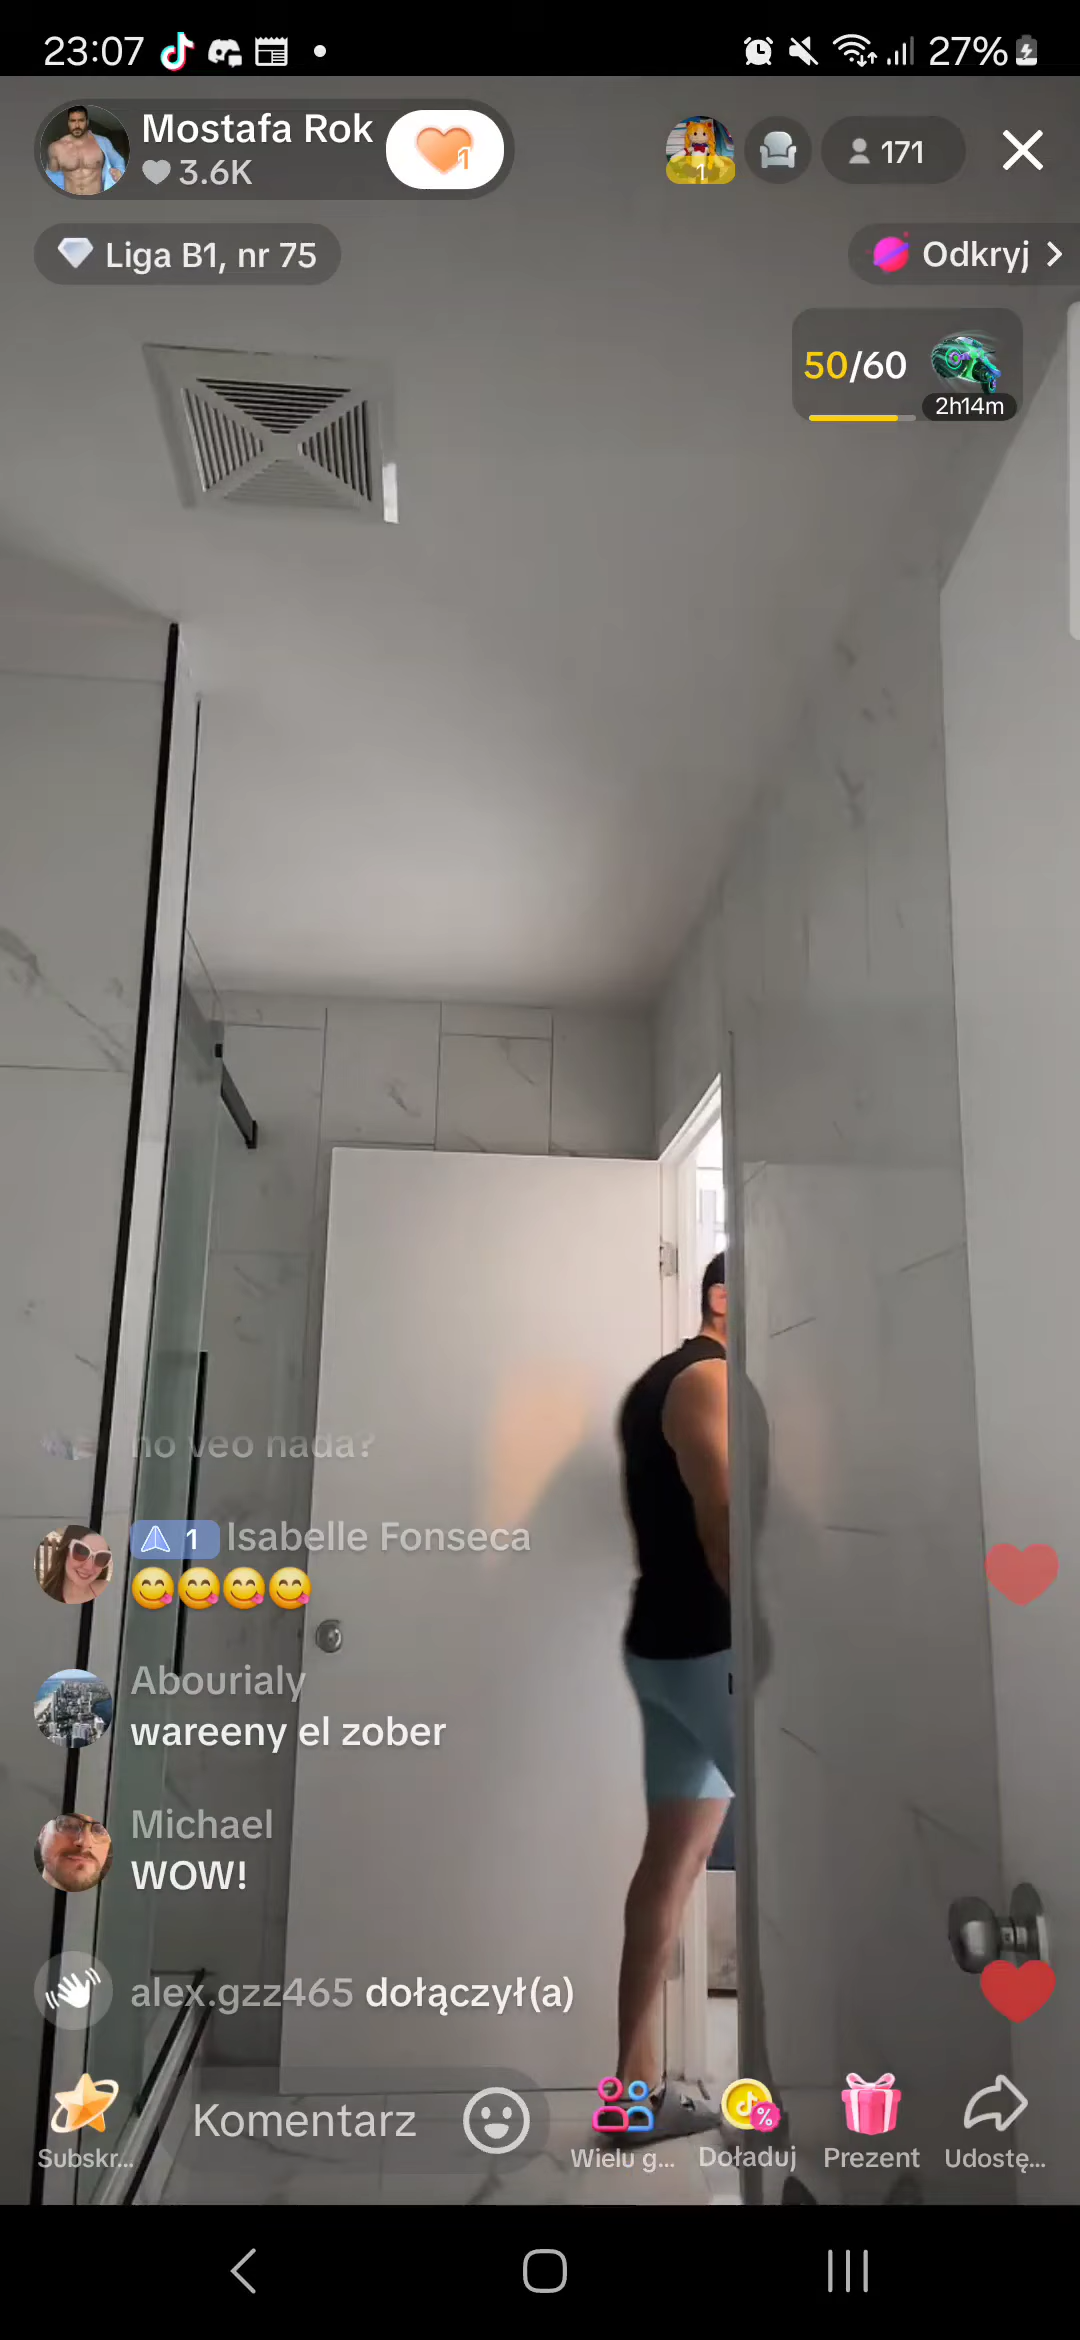 23:07
27%
Mostafa Rok
3.6K
1
1
171
Liga B1, nr 75
Odkryj
50/60
2h14m
no veo nada?
1 Isabelle Fonseca
😋😋😋😋
Abourialy
wareeny el zober
Michael
WOW!
alex.gzz465 dołączył(a)
Komentarz
%
Subskr...
Wielu g...
Doładuj
Prezent
Udostę...